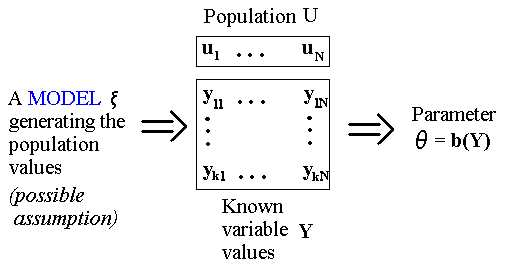 Population U
u1 . . . uN
A MODEL ξ
generating the
population
values
(possible
assumption)
y11 . . . y1N
yk1 . . . ykN
Parameter
θ = b(Y)
Known
variable Y
values